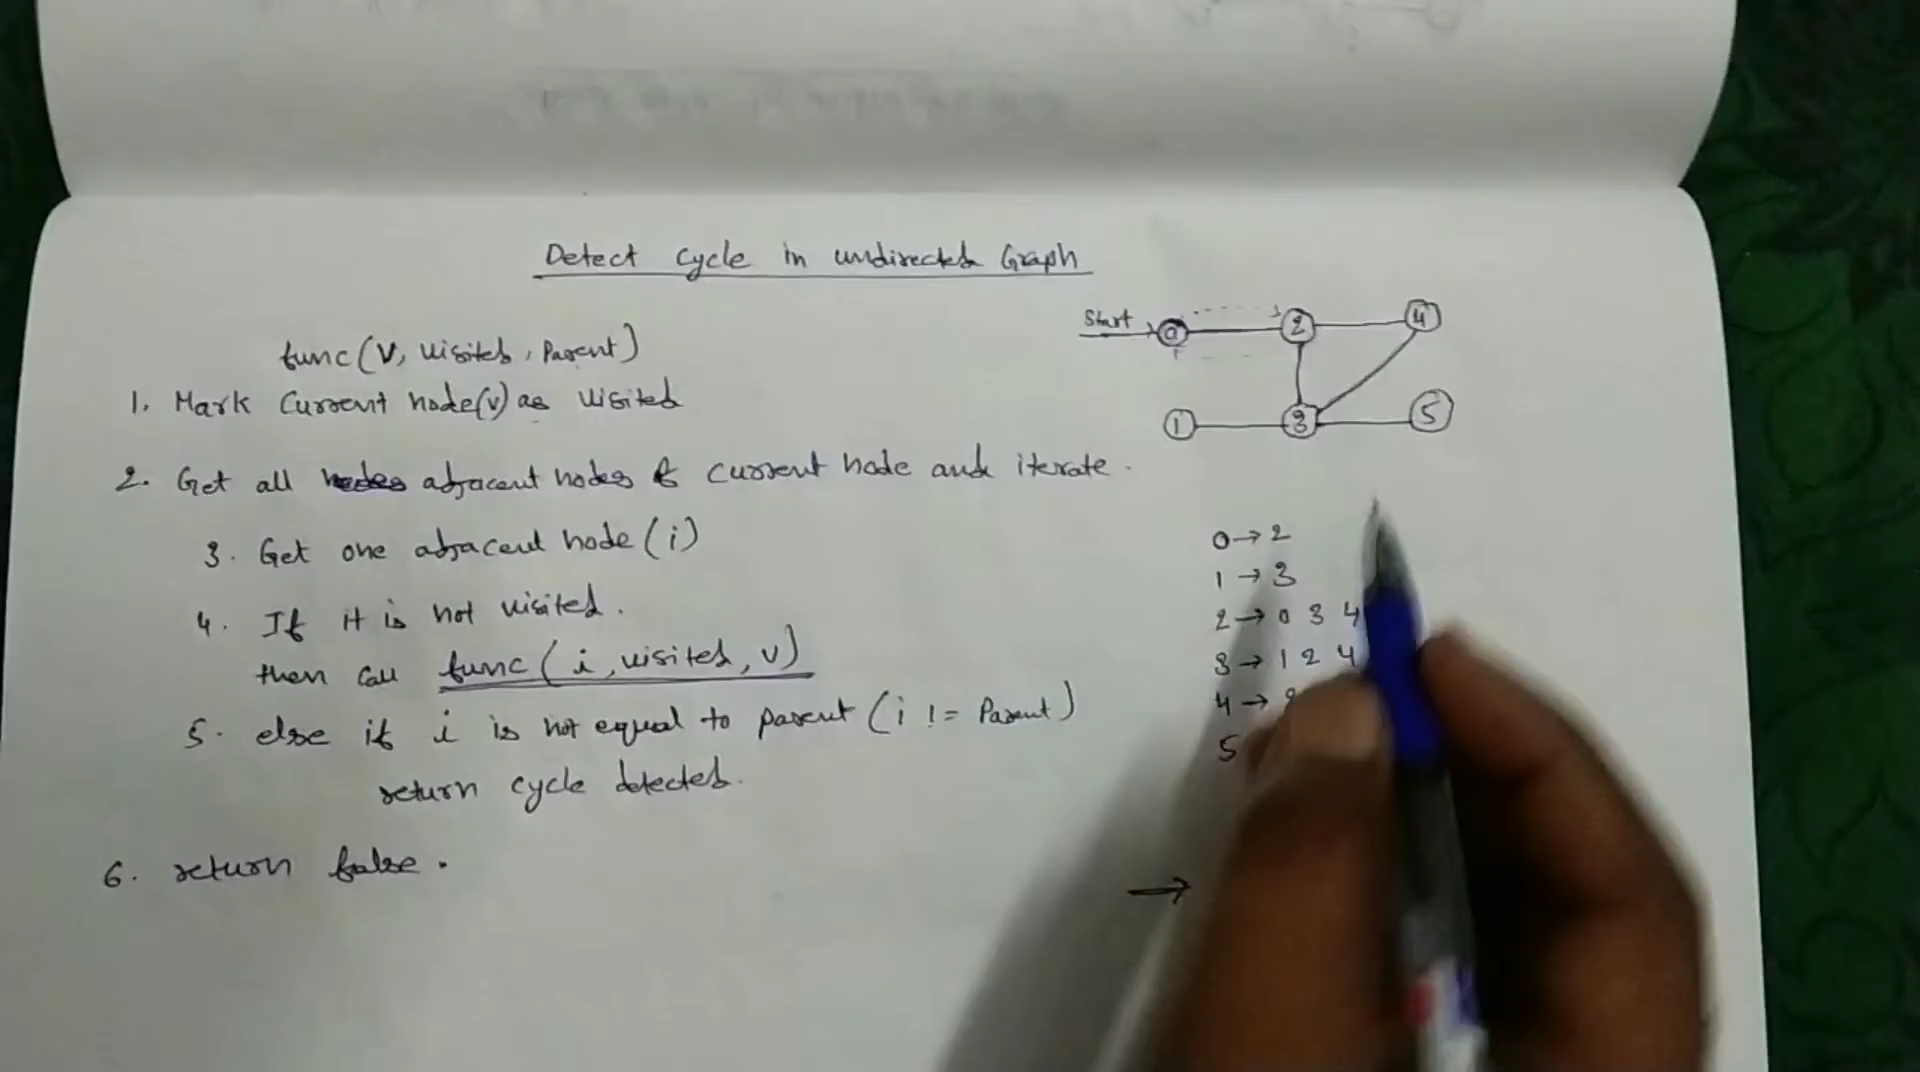 Detect cycle in undirected Graph
func(V, visited, Parent)
1. Mark Current node(v) as visited
2. Get all adjacent nodes of current node and iterate.
3. Get one adjacent node (i)
4. If it is not visited.
then call func(i, visited, v)
5. else if i is not equal to parent (i != Parent)
return cycle detected.
6. return false.
Start 0 2 4
1 3 5
0→2
1→3
2→0 3 4
3→1 2 4
4→
5
→